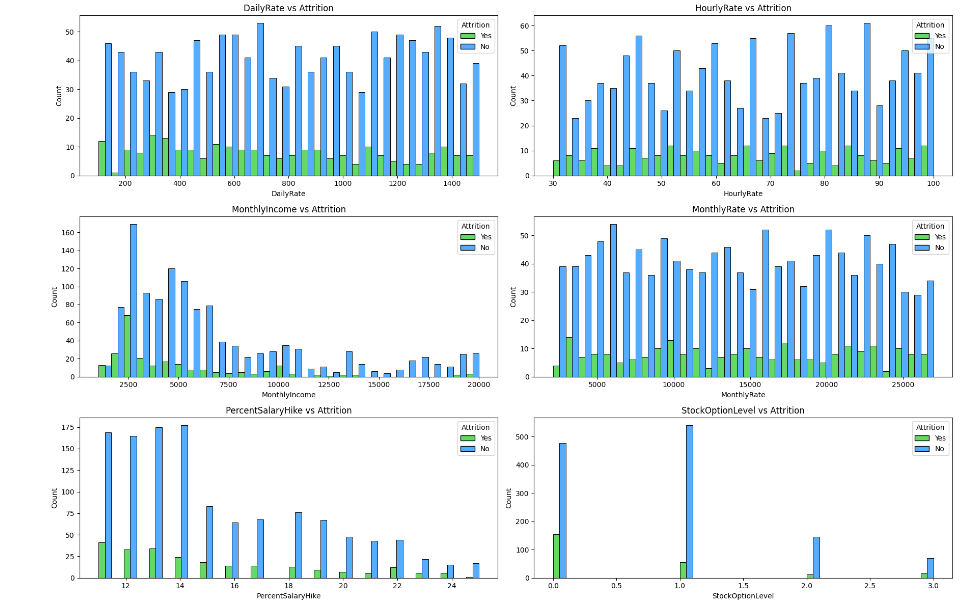 DailyRate vs Attrition
Count
0
10
20
30
40
50
200
400
600
800
1000
1200
1400
DailyRate
Attrition
Yes
No
HourlyRate vs Attrition
Count
0
10
20
30
40
50
60
30
40
50
60
70
80
90
100
HourlyRate
Attrition
Yes
No
MonthlyIncome vs Attrition
Count
0
20
40
60
80
100
120
140
160
2500
5000
7500
10000
12500
15000
17500
20000
MonthlyIncome
Attrition
Yes
No
MonthlyRate vs Attrition
Count
0
10
20
30
40
50
5000
10000
15000
20000
25000
MonthlyRate
Attrition
Yes
No
PercentSalaryHike vs Attrition
Count
0
25
50
75
100
125
150
175
12
14
16
18
20
22
24
PercentSalaryHike
Attrition
Yes
No
StockOptionLevel vs Attrition
Count
0
100
200
300
400
500
0.0
0.5
1.0
1.5
2.0
2.5
3.0
StockOptionLevel
Attrition
Yes
No